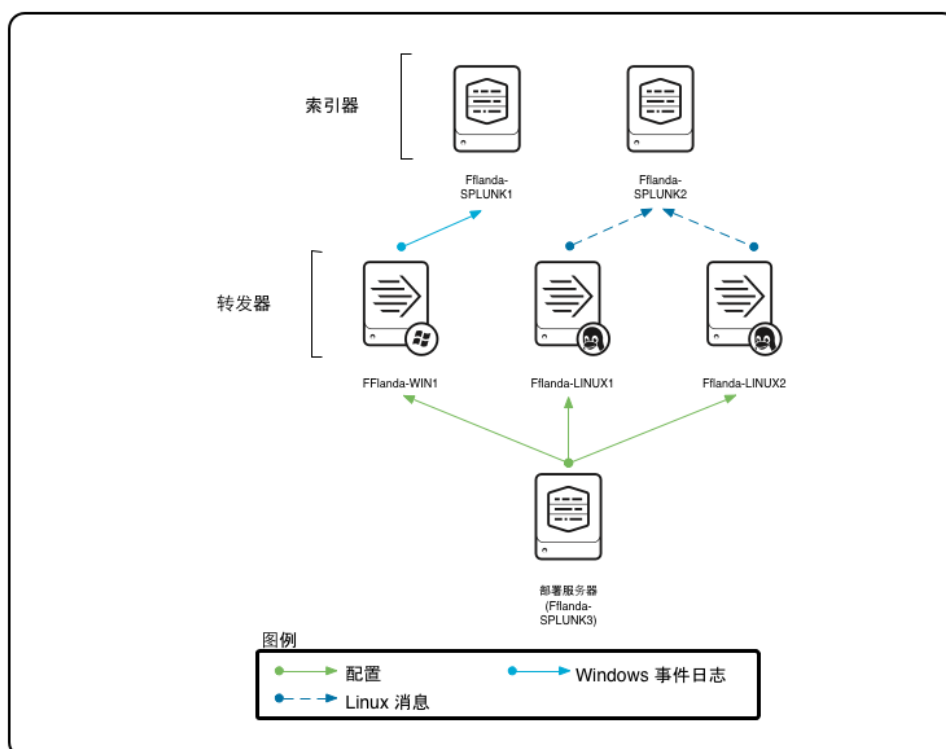 索引器
Fflanda-
SPLUNK1
Fflanda-
SPLUNK2
转发器
FFlanda-WIN1
Fflanda-LINUX1
Fflanda-LINUX2
部署服务器
(Fflanda-
SPLUNK3)
图例
配置
Windows 事件日志
Linux 消息